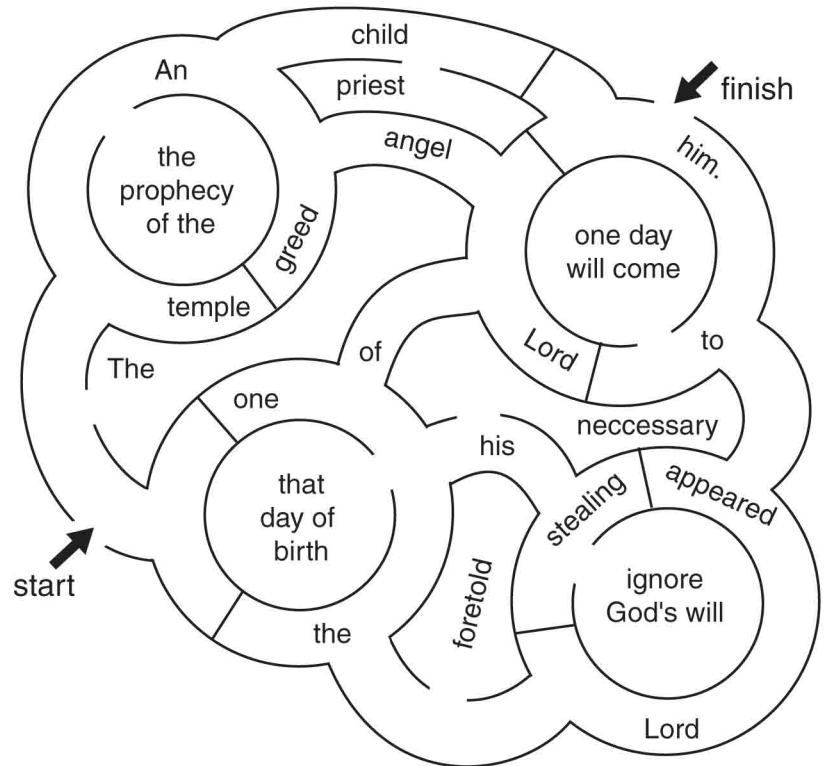 child
An
priest
finish
angel
him.
the
prophecy
of the
greed
one day
will come
temple
Lord
to
The
of
one
neccessary
his
that
day of
birth
stealing
appeared
start
ignore
God's will
foretold
the
Lord